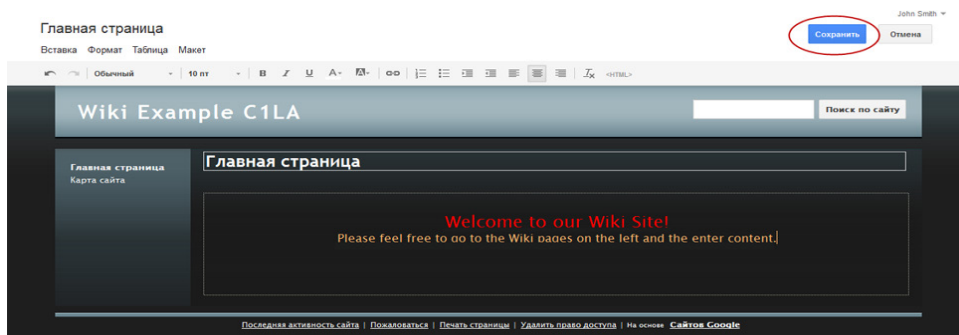 John Smith
Главная страница
Сохранить Отмена
Вставка Формат Таблица Макет
Обычный 10 пт B I U A A 1x <HTML>
Wiki Example C1LA
Поиск по сайту
Главная страница
Карта сайта
Главная страница
Welcome to our Wiki Site!
Please feel free to go to the Wiki pages on the left and the enter content.
Последняя активность сайта | Пожаловаться | Печать страницы | Удалить право доступа | На основе Сайтов Google